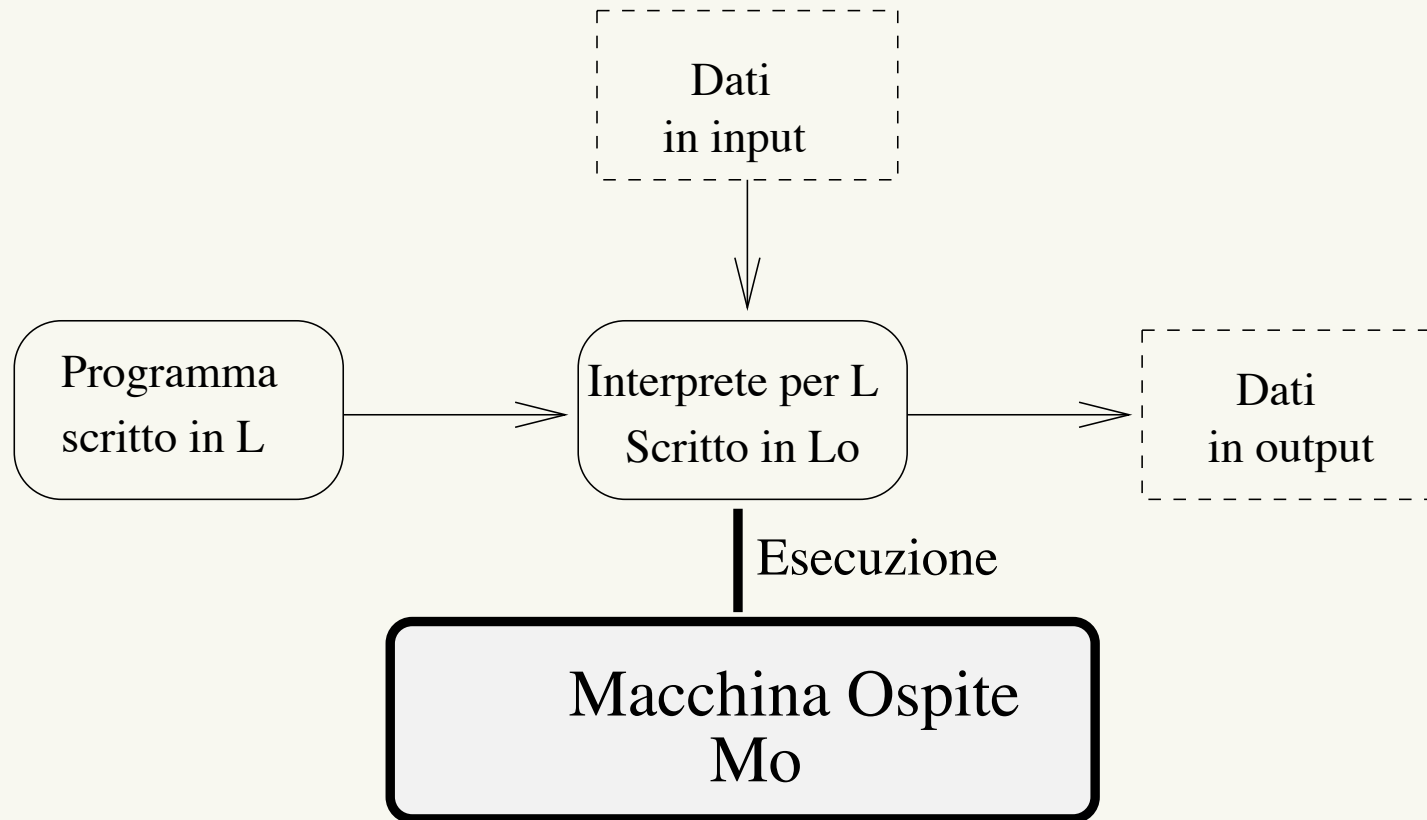 Dati
in input
Programma
scritto in L
Interprete per L
Scritto in Lo
Dati
in output
Esecuzione
Macchina Ospite
Mo